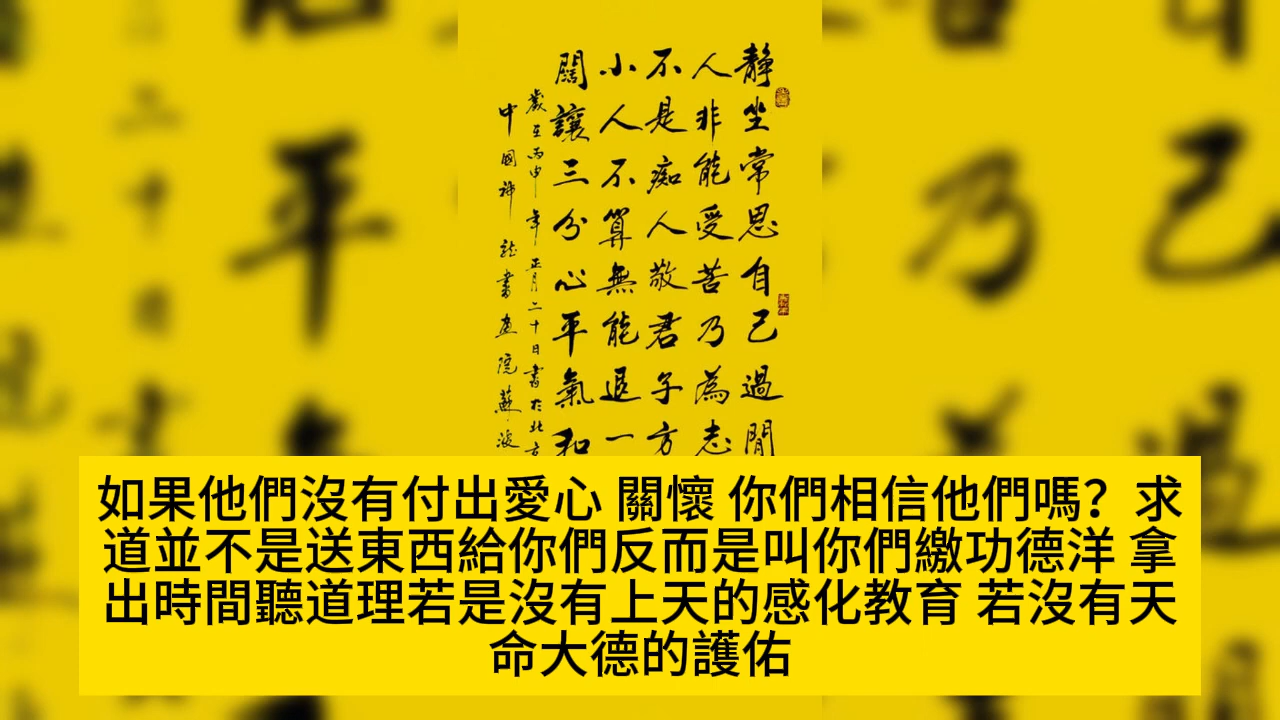 靜坐常思自己過閒
人非能受苦乃為志
不是痴人敬君子方
小人不算無能退一
闊讓三分心平氣和
歲至丙申年正月二十日書於北方
中國
書畫院蘇
如果他們沒有付出愛心 關懷 你們相信他們嗎？求
道並不是送東西給你們反而是叫你們繳功德洋 拿
出時間聽道理若是沒有上天的感化教育 若沒有天
命大德的護佑